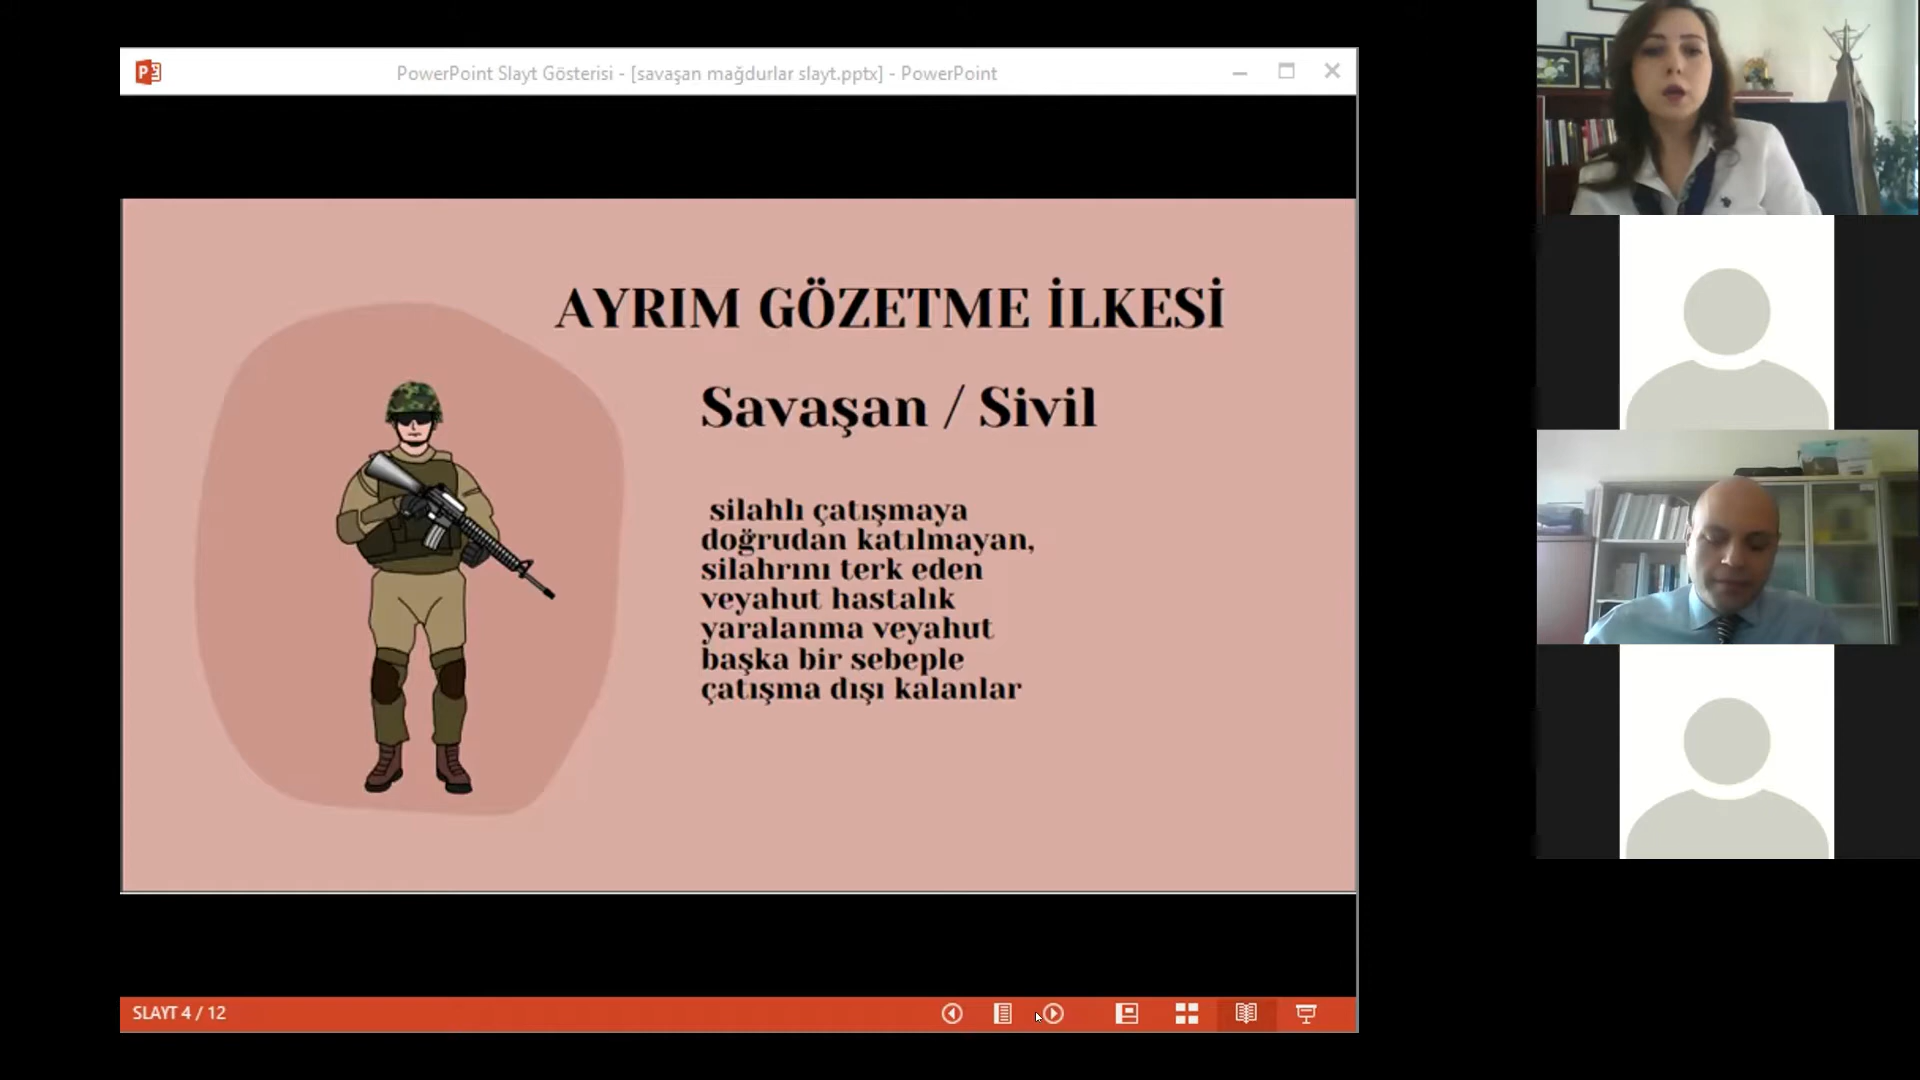 PowerPoint Slayt Gösterisi - [savaşan mağdurlar slayt.pptx] - PowerPoint
AYRIM GÖZETME İLKESİ
Savaşan / Sivil
silahlı çatışmaya
doğrudan katılmayan,
silahrını terk eden
veyahut hastalık
yaralanma veyahut
başka bir sebeple
çatışma dışı kalanlar
SLAYT 4 / 12